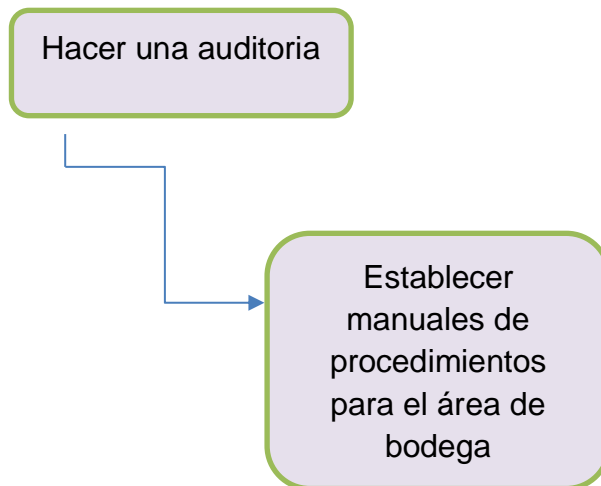 Hacer una auditoria
Establecer
manuales de
procedimientos
para el área de
bodega